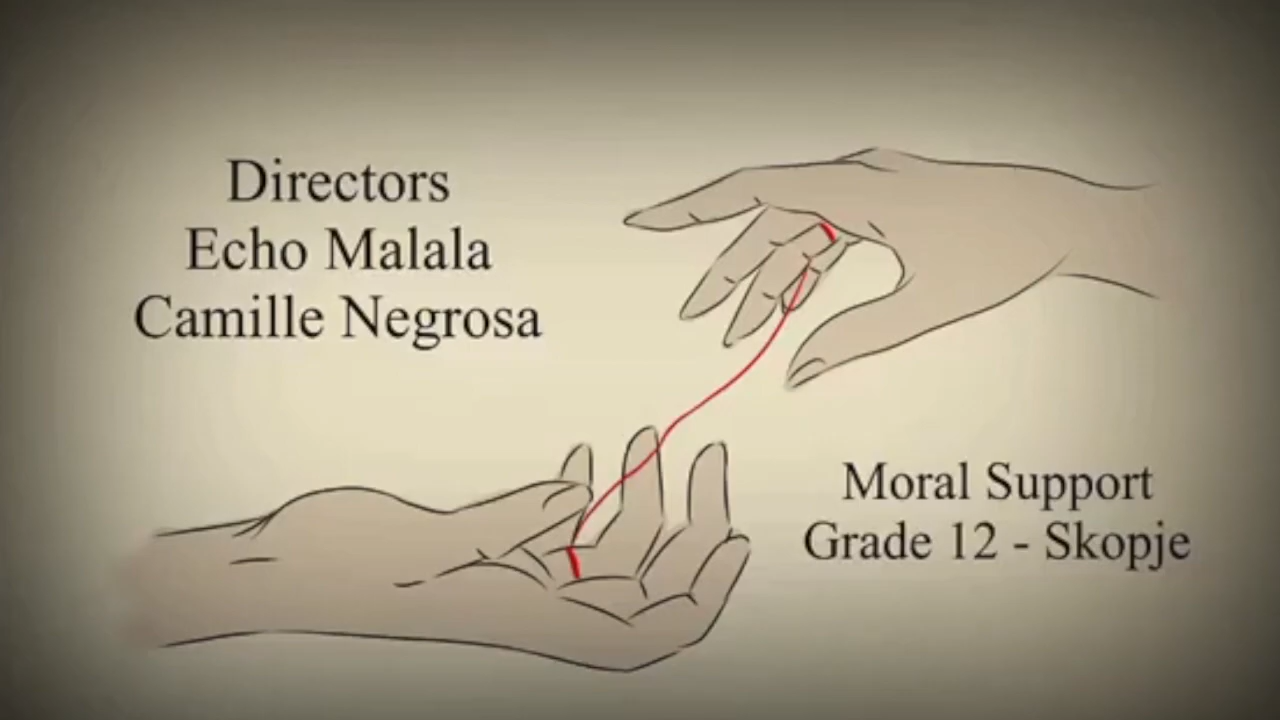 Directors
Echo Malala
Camille Negrosa
Moral Support
Grade 12 - Skopje